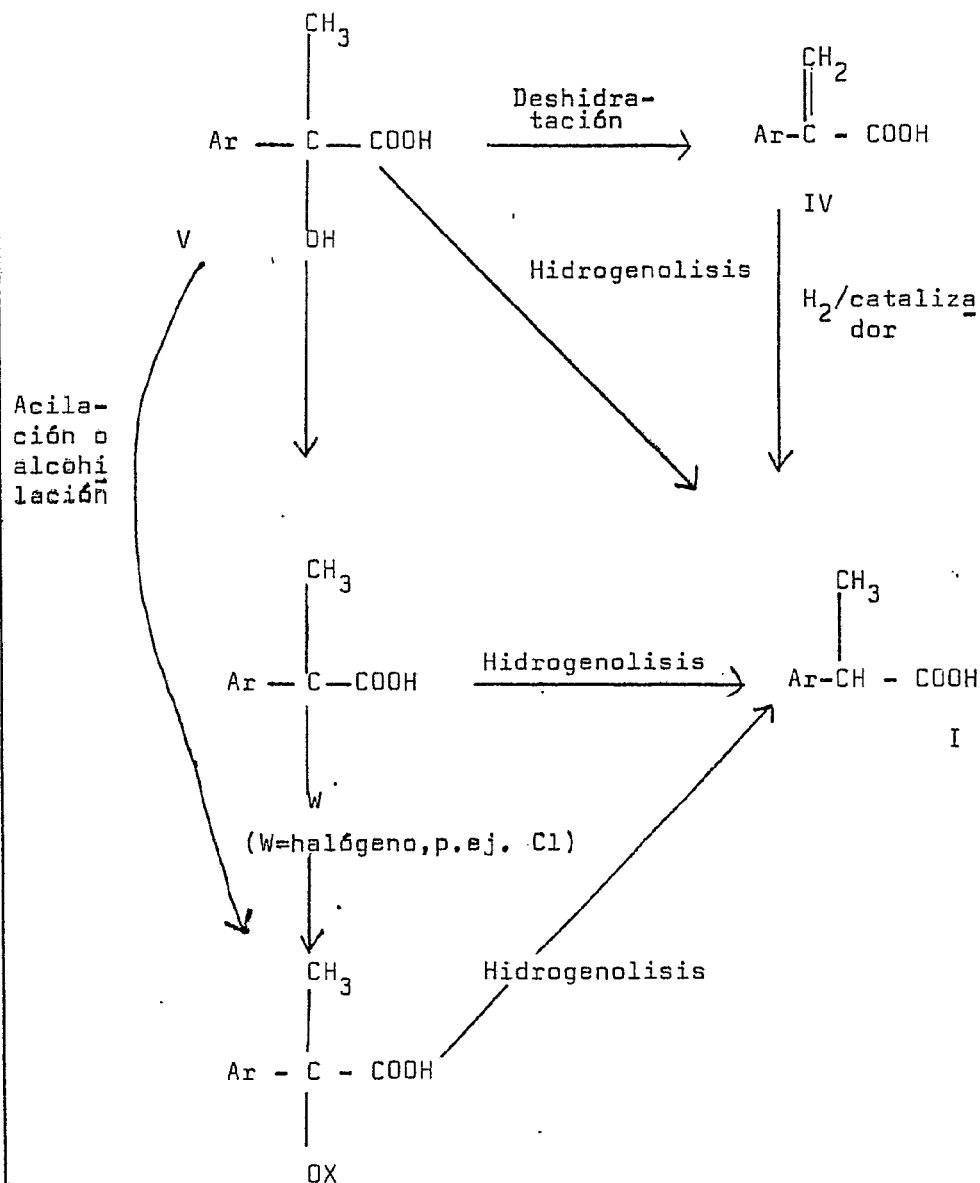 CH3
Deshidra-
tación
CH2
Ar — C — COOH
Ar-C - COOH
IV
V
OH
Hidrogenolisis
H2/cataliza
dor
Acila-
ción o
alcohi
lación
CH3
CH3
Ar — C —COOH
Hidrogenolisis
Ar-CH - COOH
I
W
(W=halógeno,p.ej. Cl)
CH3
Hidrogenolisis
Ar - C - COOH
OX